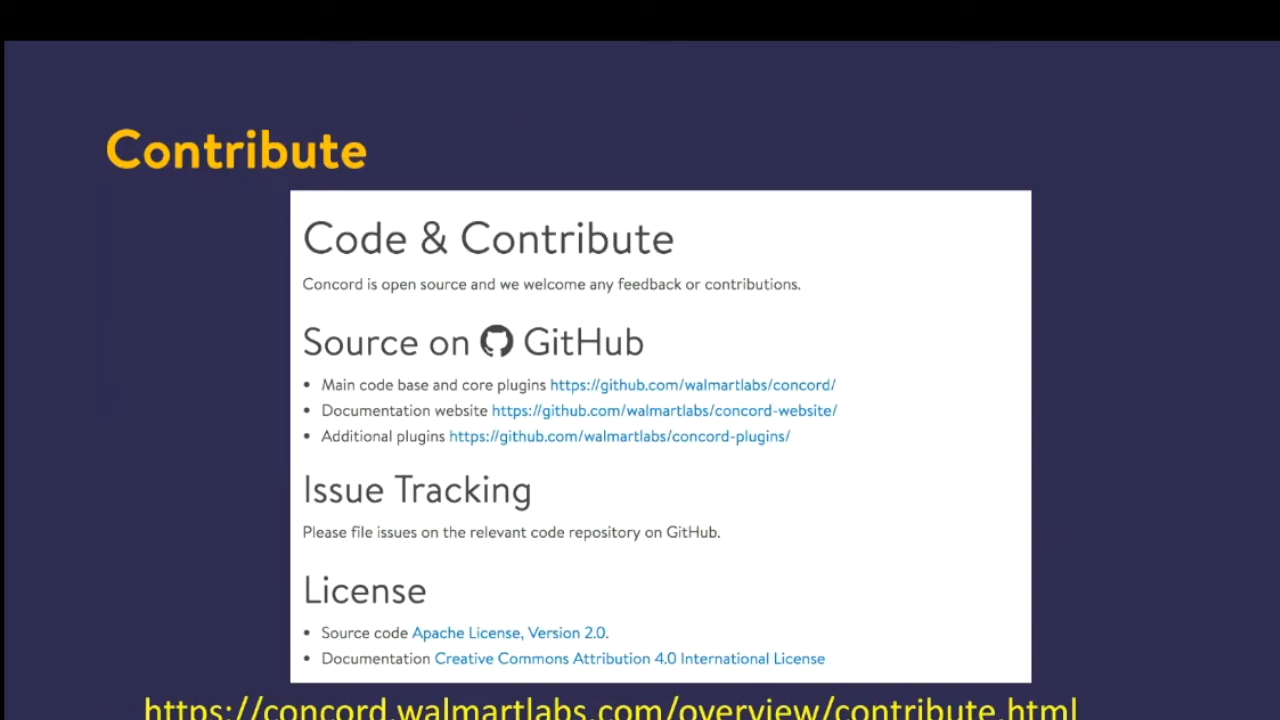 Contribute
Code & Contribute
Concord is open source and we welcome any feedback or contributions.
Source on GitHub
• Main code base and core plugins https://github.com/walmartlabs/concord/
• Documentation website https://github.com/walmartlabs/concord-website/
• Additional plugins https://github.com/walmartlabs/concord-plugins/
Issue Tracking
Please file issues on the relevant code repository on GitHub.
License
• Source code Apache License, Version 2.0.
• Documentation Creative Commons Attribution 4.0 International License
https://concord.walmartlabs.com/overview/contribute.html